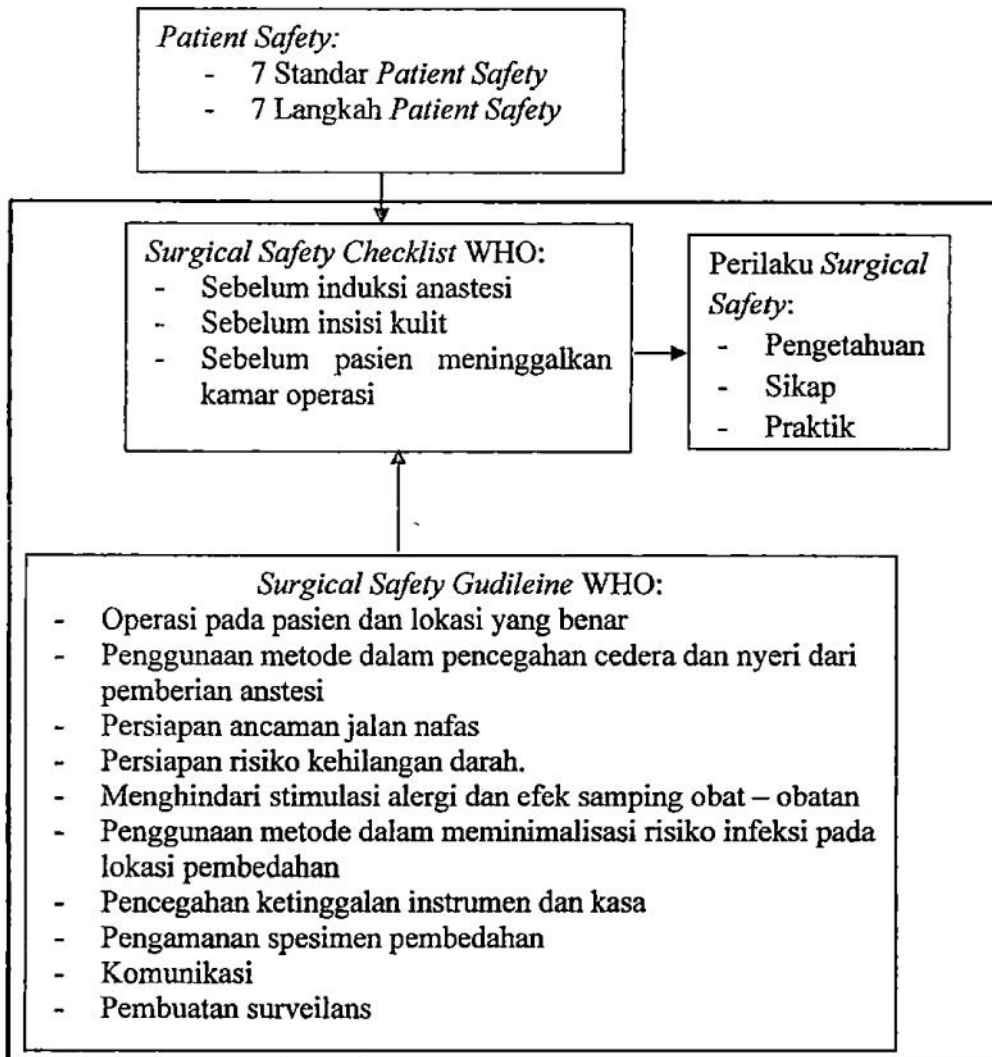 Patient Safety:
- 7 Standar Patient Safety
- 7 Langkah Patient Safety
Surgical Safety Checklist WHO:
- Sebelum induksi anastesi
- Sebelum insisi kulit
- Sebelum pasien meninggalkan
kamar operasi
Perilaku Surgical
Safety:
- Pengetahuan
- Sikap
- Praktik
Surgical Safety Gudileine WHO:
- Operasi pada pasien dan lokasi yang benar
- Penggunaan metode dalam pencegahan cedera dan nyeri dari
pemberian anstesi
- Persiapan ancaman jalan nafas
- Persiapan risiko kehilangan darah.
- Menghindari stimulasi alergi dan efek samping obat – obatan
- Penggunaan metode dalam meminimalisasi risiko infeksi pada
lokasi pembedahan
- Pencegahan ketinggalan instrumen dan kasa
- Pengamanan spesimen pembedahan
- Komunikasi
- Pembuatan surveilans